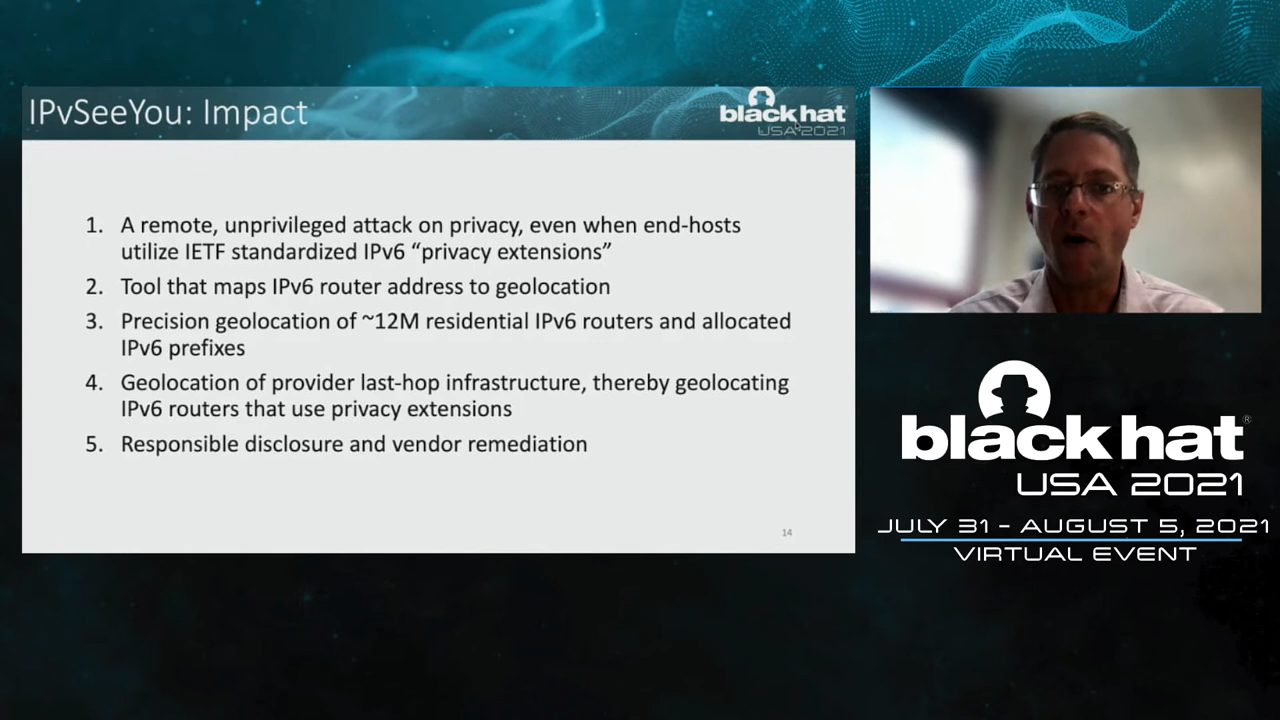 IPvSeeYou: Impact
black hat
USA 2021
1. A remote, unprivileged attack on privacy, even when end-hosts
utilize IETF standardized IPv6 “privacy extensions”
2. Tool that maps IPv6 router address to geolocation
3. Precision geolocation of ~12M residential IPv6 routers and allocated
IPv6 prefixes
4. Geolocation of provider last-hop infrastructure, thereby geolocating
IPv6 routers that use privacy extensions
5. Responsible disclosure and vendor remediation
14
black hat®
USA 2021
JULY 31 - AUGUST 5, 2021
VIRTUAL EVENT